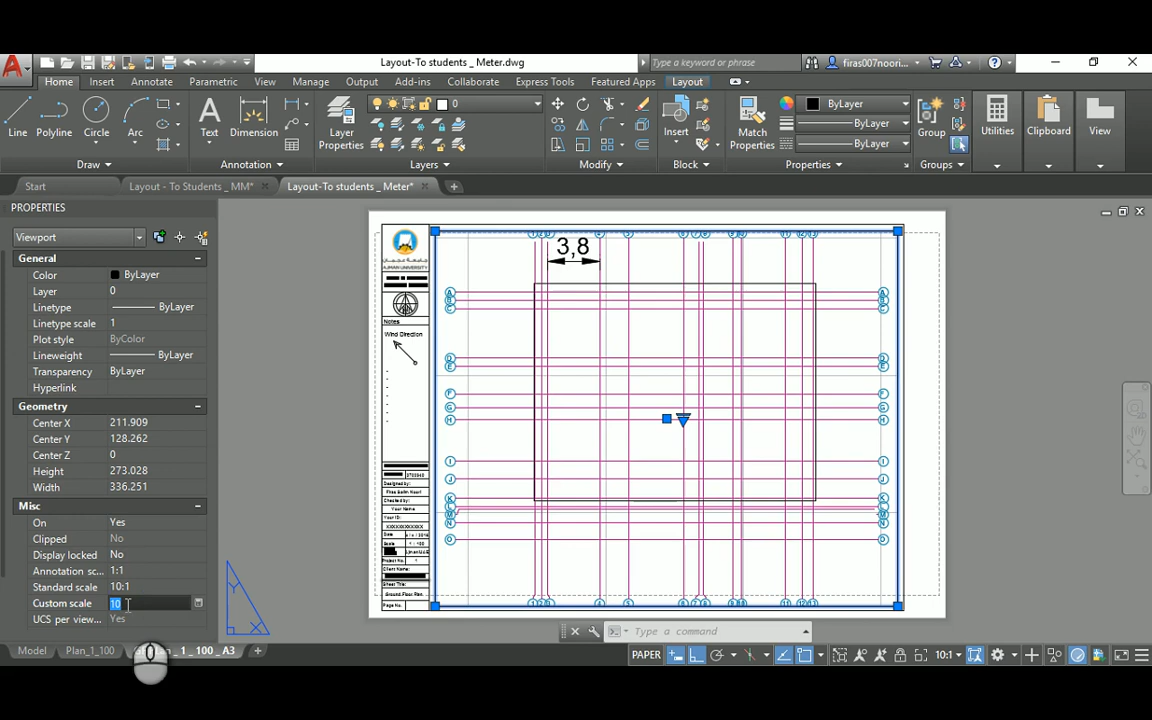 Layout-To students _ Meter.dwg
Type a keyword or phrase
firas007noori...
Home
Insert
Annotate
Parametric
View
Manage
Output
Add-ins
Collaborate
Express Tools
Featured Apps
Layout
Line
Polyline
Circle
Arc
Text
Dimension
Layer
Properties
0
Insert
Match
Properties
ByLayer
ByLayer
ByLayer
Group
Utilities
Clipboard
View
Draw
Annotation
Layers
Modify
Block
Properties
Groups
Start
Layout - To Students _ MM*
Layout-To students _ Meter*
PROPERTIES
Viewport
General
Color ByLayer
Layer 0
Linetype ByLayer
Linetype scale 1
Plot style ByColor
Lineweight ByLayer
Transparency ByLayer
Hyperlink
Geometry
Center X 211.909
Center Y 128.262
Center Z 0
Height 273.028
Width 336.251
Misc
On Yes
Clipped No
Display locked No
Annotation sc... 1:1
Standard scale 10:1
Custom scale 10
UCS per view... Yes
3,8
Notes
Wind Direction
Y
X
Type a command
Model
Plan_1_100
_ 1 _ 100 _ A3
PAPER
10:1